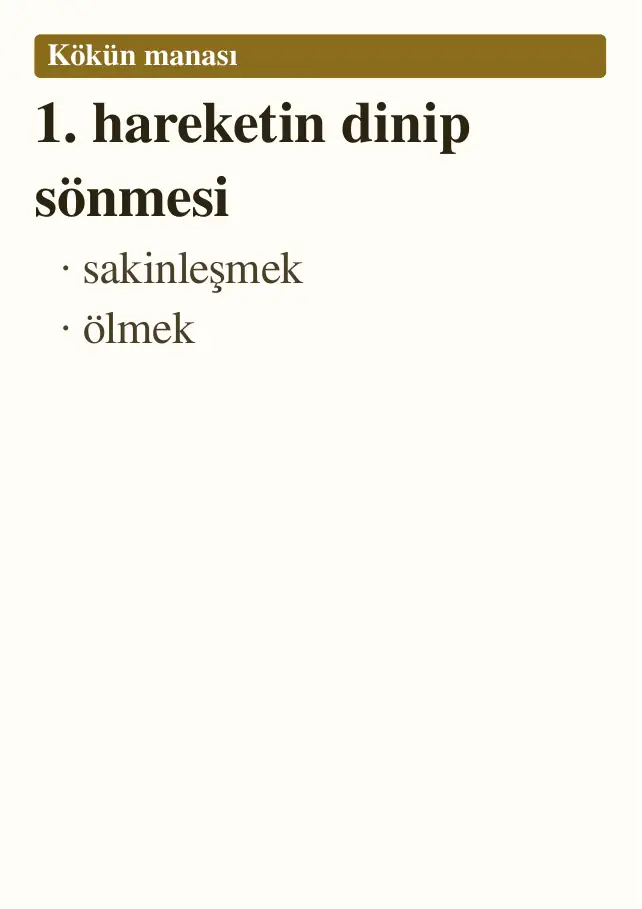 Kökün manası
1. hareketin dinip
sönmesi
· sakinleşmek
· ölmek